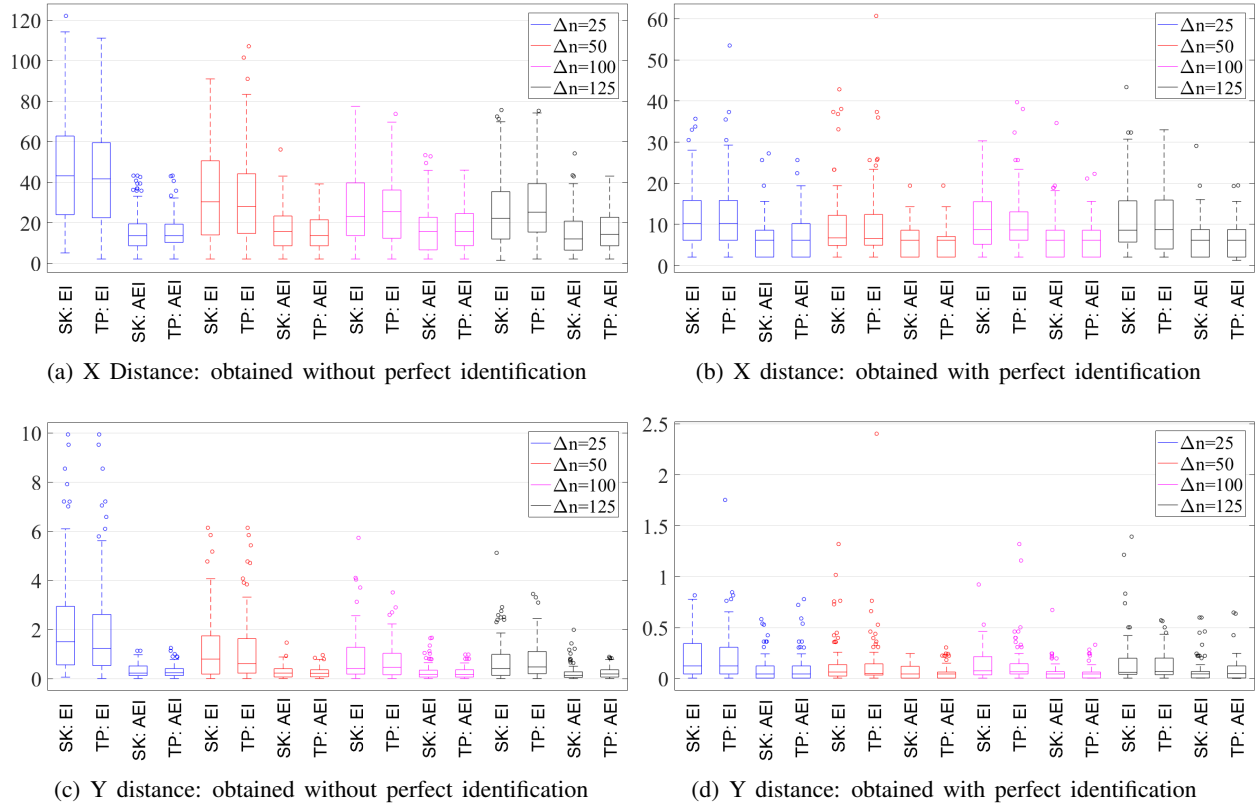 120
100
80
60
40
20
0
Δn=25
Δn=50
Δn=100
Δn=125
SK: EI
TP: EI
SK: AEI
TP: AEI
SK: EI
TP: EI
SK: AEI
TP: AEI
SK: EI
TP: EI
SK: AEI
TP: AEI
SK: EI
TP: EI
SK: AEI
TP: AEI
(a) X Distance: obtained without perfect identification
60
50
40
30
20
10
0
Δn=25
Δn=50
Δn=100
Δn=125
SK: EI
TP: EI
SK: AEI
TP: AEI
SK: EI
TP: EI
SK: AEI
TP: AEI
SK: EI
TP: EI
SK: AEI
TP: AEI
SK: EI
TP: EI
SK: AEI
TP: AEI
(b) X distance: obtained with perfect identification
10
8
6
4
2
0
Δn=25
Δn=50
Δn=100
Δn=125
SK: EI
TP: EI
SK: AEI
TP: AEI
SK: EI
TP: EI
SK: AEI
TP: AEI
SK: EI
TP: EI
SK: AEI
TP: AEI
SK: EI
TP: EI
SK: AEI
TP: AEI
(c) Y distance: obtained without perfect identification
2.5
2
1.5
1
0.5
0
Δn=25
Δn=50
Δn=100
Δn=125
SK: EI
TP: EI
SK: AEI
TP: AEI
SK: EI
TP: EI
SK: AEI
TP: AEI
SK: EI
TP: EI
SK: AEI
TP: AEI
SK: EI
TP: EI
SK: AEI
TP: AEI
(d) Y distance: obtained with perfect identification